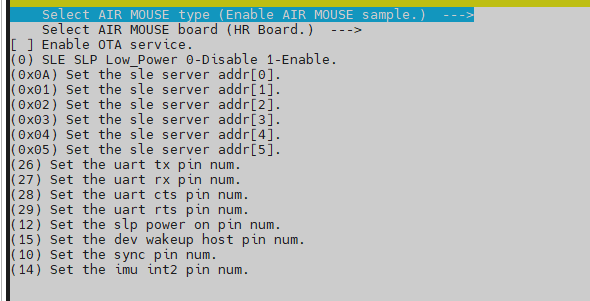 Select AIR MOUSE type (Enable AIR MOUSE sample.)  --->
Select AIR MOUSE board (HR Board.)  --->
[ ] Enable OTA service.
(0) SLE SLP Low_Power 0-Disable 1-Enable.
(0x0A) Set the sle server addr[0].
(0x01) Set the sle server addr[1].
(0x02) Set the sle server addr[2].
(0x03) Set the sle server addr[3].
(0x04) Set the sle server addr[4].
(0x05) Set the sle server addr[5].
(26) Set the uart tx pin num.
(27) Set the uart rx pin num.
(28) Set the uart cts pin num.
(29) Set the uart rts pin num.
(12) Set the slp power on pin num.
(15) Set the dev wakeup host pin num.
(10) Set the sync pin num.
(14) Set the imu int2 pin num.